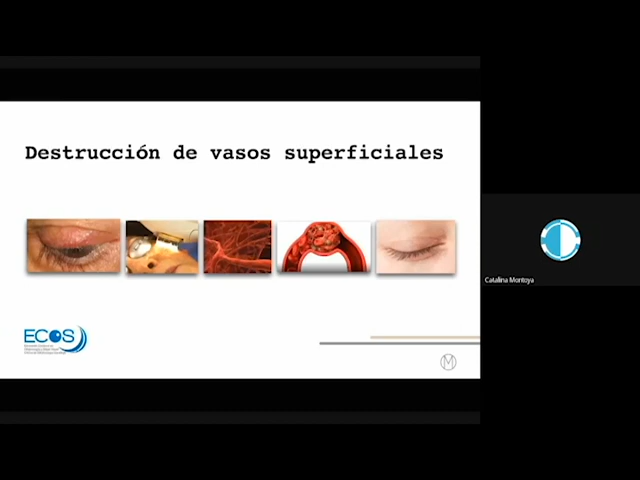 Destrucción de vasos superficiales
Catalina Montoya
ECOS
M